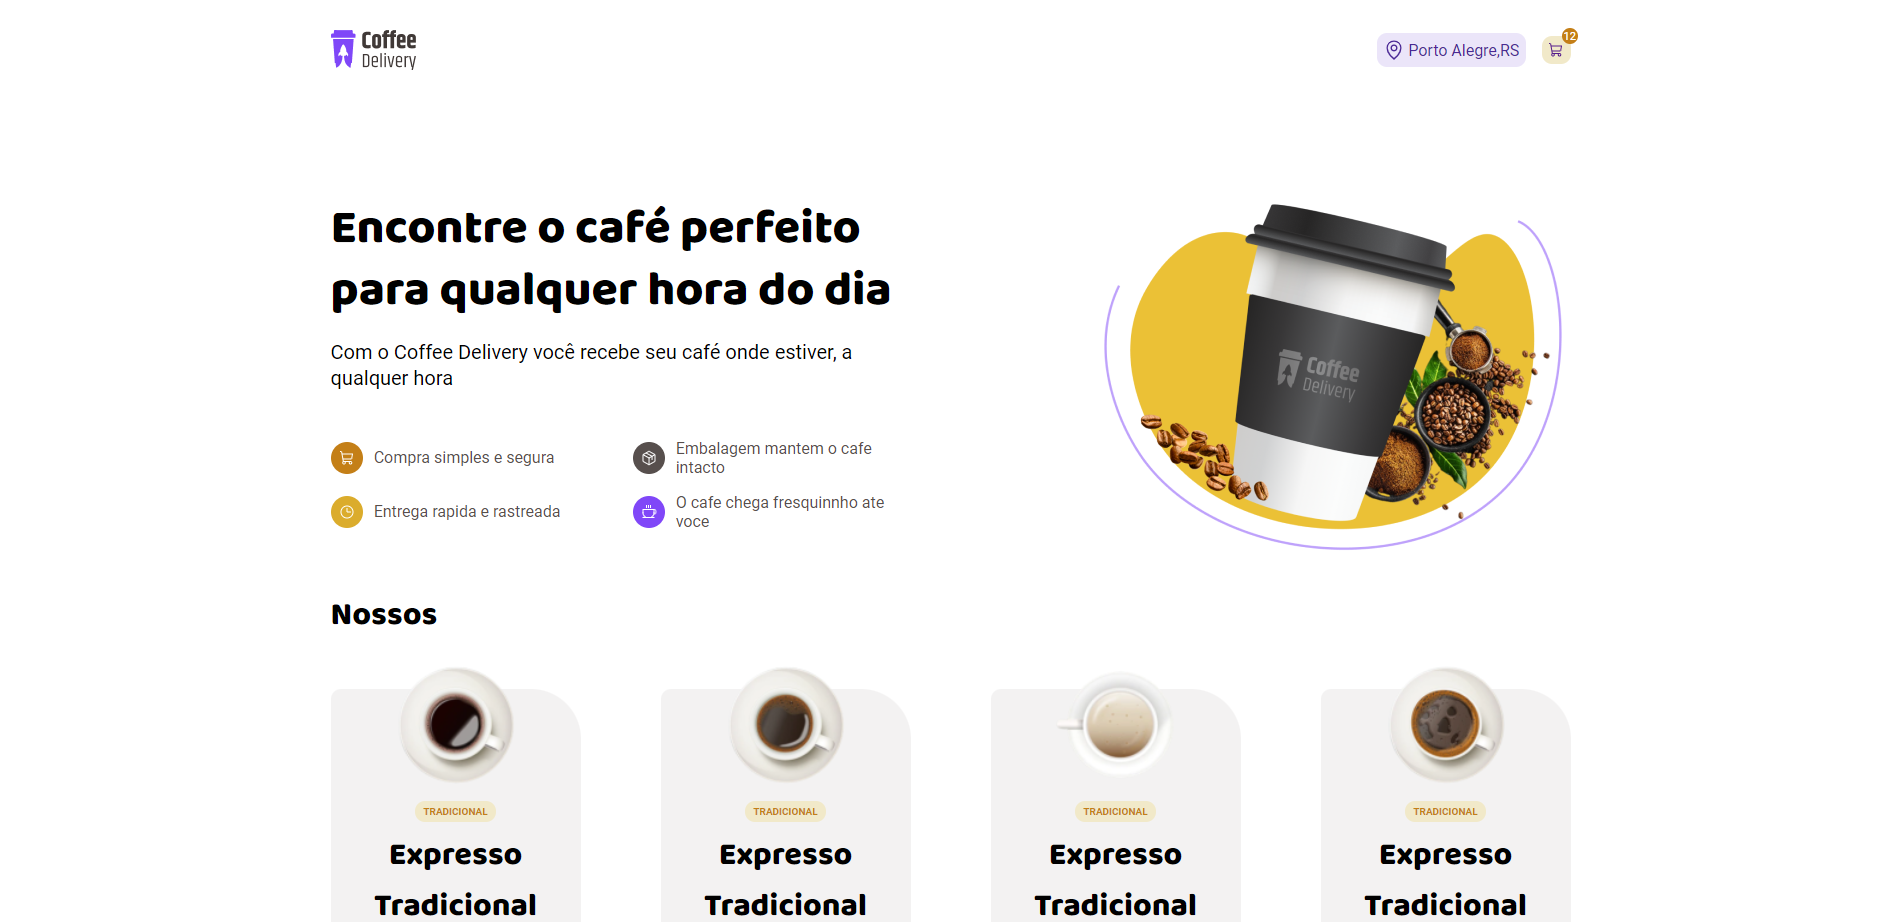 Coffee
Delivery
Porto Alegre,RS
12
Encontre o café perfeito
para qualquer hora do dia
Com o Coffee Delivery você recebe seu café onde estiver, a
qualquer hora
Compra simples e segura
Embalagem mantem o cafe
intacto
Entrega rapida e rastreada
O cafe chega fresquinnho ate
voce
Coffee
Delivery
Nossos
TRADICIONAL
Expresso
Tradicional
TRADICIONAL
Expresso
Tradicional
TRADICIONAL
Expresso
Tradicional
TRADICIONAL
Expresso
Tradicional